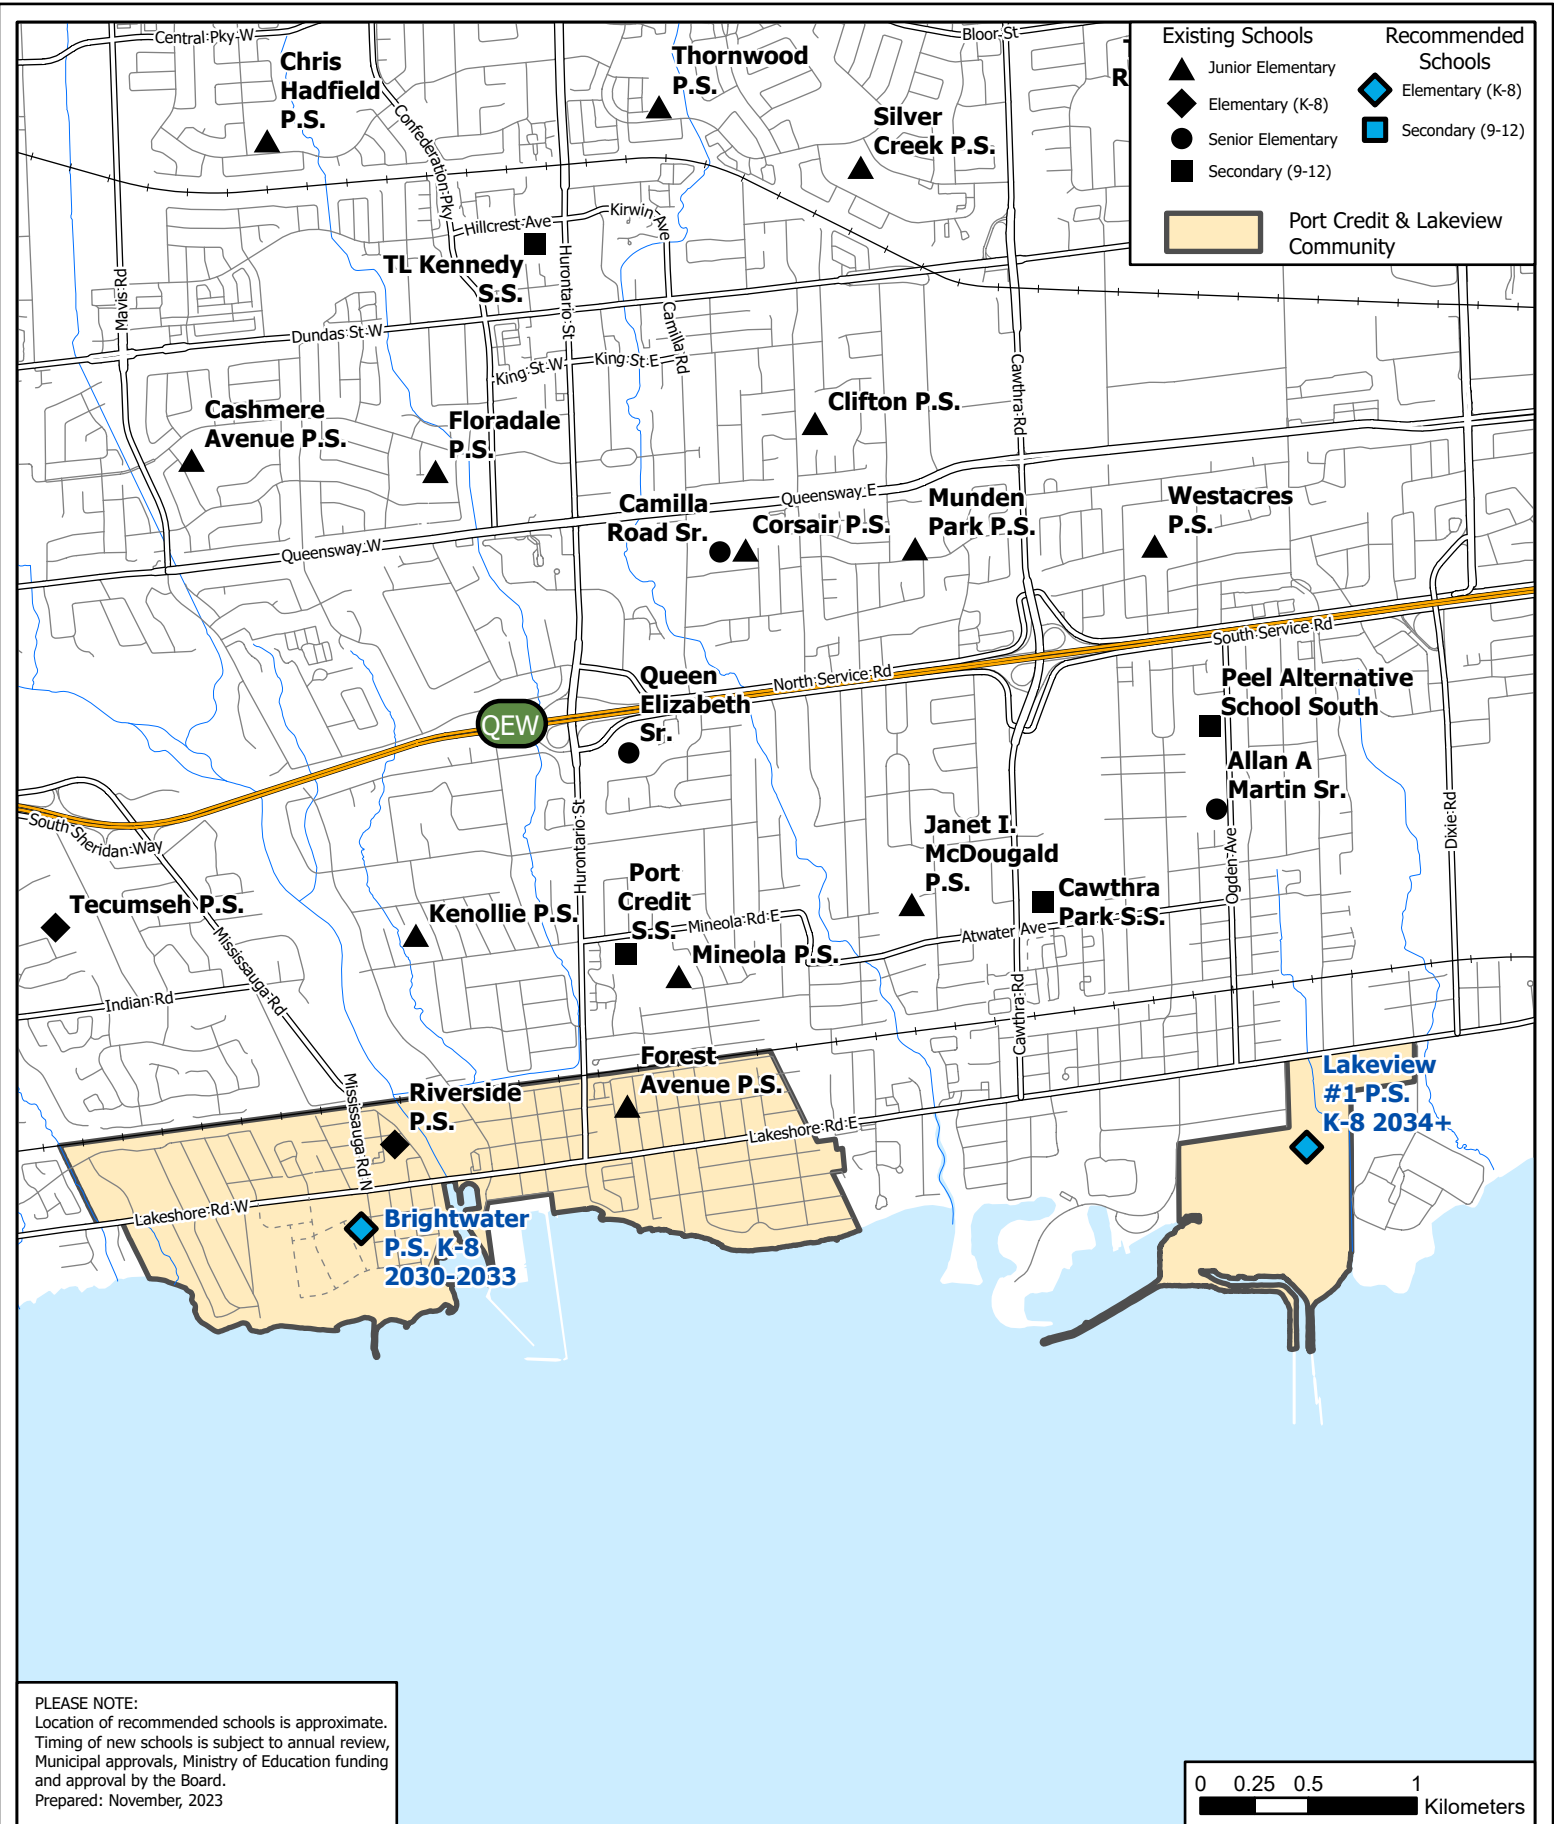 Central Pky W
Bloor St
Chris
Hadfield
P.S.
Thornwood
P.S.
Silver
Creek P.S.
T
R
Existing Schools
Junior Elementary
Elementary (K-8)
Senior Elementary
Secondary (9-12)
Recommended
Schools
Elementary (K-8)
Secondary (9-12)
Port Credit & Lakeview
Community
Confederation Pky
Hillcrest Ave
Kirwin Ave
TL Kennedy
S.S.
Hurontario St
Mavis Rd
Dundas St W
Camilla Rd
King St W
King St E
Cawthra Rd
Cashmere
Avenue P.S.
Floradale
P.S.
Clifton P.S.
Queensway E
Camilla
Road Sr.
Corsair P.S.
Munden
Park P.S.
Westacres
P.S.
Queensway W
South Service Rd
North Service Rd
Queen
Elizabeth
Sr.
QEW
Peel Alternative
School South
Allan A
Martin Sr.
South Sheridan Way
Hurontario St
Janet I.
McDougald
P.S.
Ogden Ave
Dixie Rd
Port
Credit
S.S.
Cawthra
Park S.S.
Tecumseh P.S.
Kenollie P.S.
Mineola Rd E
Atwater Ave
Mineola P.S.
Mississauga Rd
Indian Rd
Cawthra Rd
Forest
Avenue P.S.
Riverside
P.S.
Mississauga Rd N
Lakeshore Rd E
Lakeview
#1 P.S.
K-8 2034+
Lakeshore Rd W
Brightwater
P.S. K-8
2030-2033
PLEASE NOTE:
Location of recommended schools is approximate.
Timing of new schools is subject to annual review,
Municipal approvals, Ministry of Education funding
and approval by the Board.
Prepared: November, 2023
0 0.25 0.5 1
Kilometers